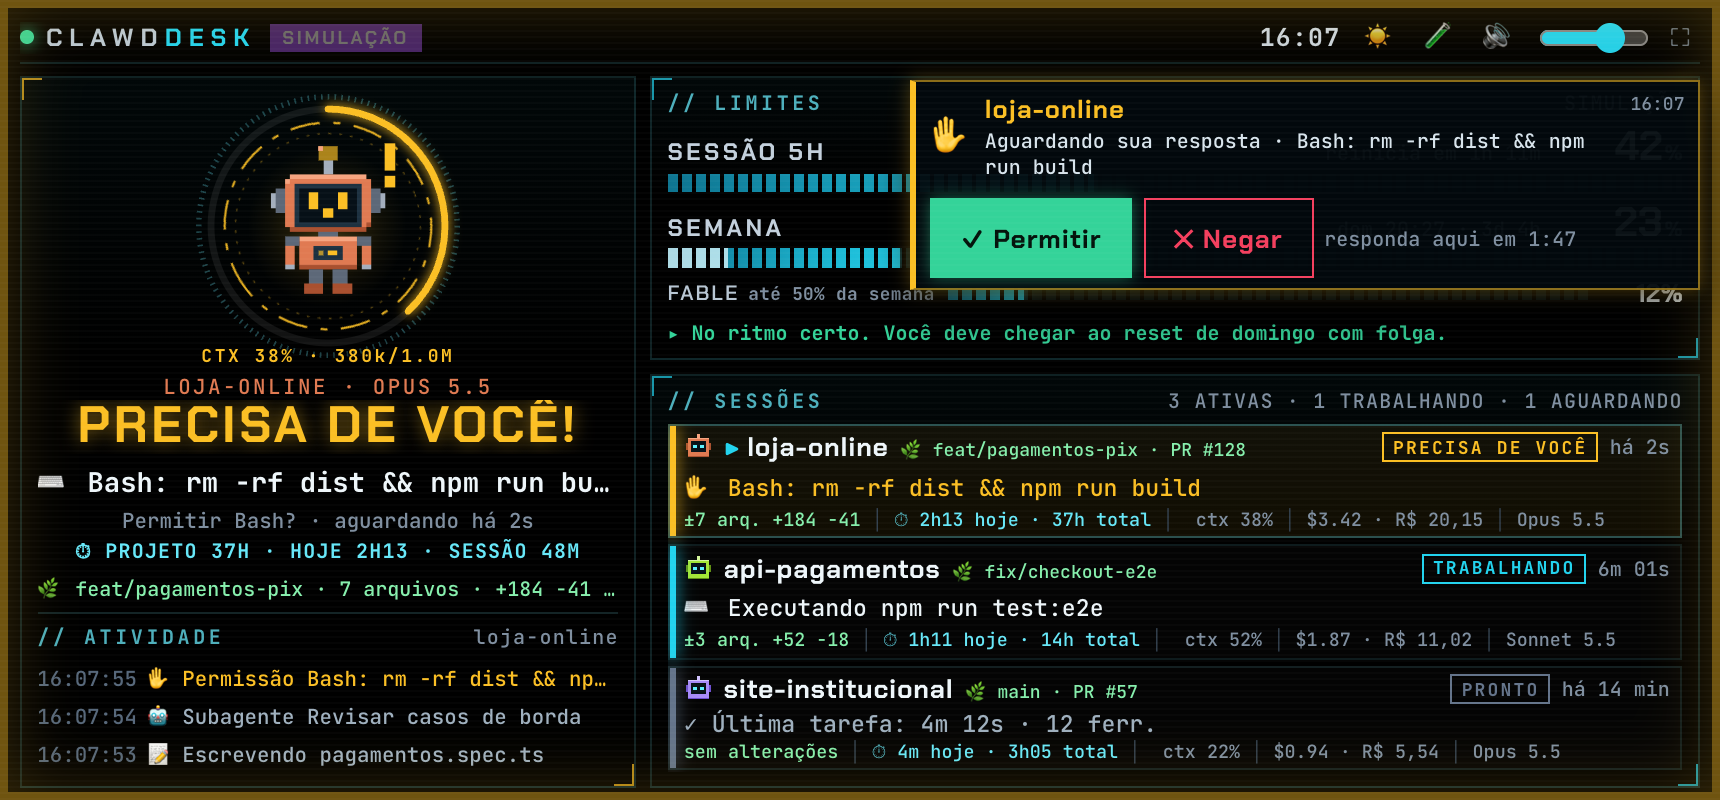 CLAWDDESK SIMULAÇÃO
16:07
CTX 38% · 380k/1.0M
LOJA-ONLINE · OPUS 5.5
PRECISA DE VOCÊ!
Bash: rm -rf dist && npm run bu…
Permitir Bash? · aguardando há 2s
PROJETO 37H · HOJE 2H13 · SESSÃO 48M
feat/pagamentos-pix · 7 arquivos · +184 -41 …
// ATIVIDADE loja-online
16:07:55 Permissão Bash: rm -rf dist && np…
16:07:54 Subagente Revisar casos de borda
16:07:53 Escrevendo pagamentos.spec.ts
// LIMITES
SESSÃO 5H
42%
SEMANA
23%
FABLE até 50% da semana 12%
▸ No ritmo certo. Você deve chegar ao reset de domingo com folga.
loja-online 16:07
Aguardando sua resposta · Bash: rm -rf dist && npm
run build
✓ Permitir
✕ Negar
responda aqui em 1:47
// SESSÕES 3 ATIVAS · 1 TRABALHANDO · 1 AGUARDANDO
▶ loja-online feat/pagamentos-pix · PR #128 PRECISA DE VOCÊ há 2s
Bash: rm -rf dist && npm run build
±7 arq. +184 -41 2h13 hoje · 37h total ctx 38% $3.42 · R$ 20,15 Opus 5.5
api-pagamentos fix/checkout-e2e TRABALHANDO 6m 01s
Executando npm run test:e2e
±3 arq. +52 -18 1h11 hoje · 14h total ctx 52% $1.87 · R$ 11,02 Sonnet 5.5
site-institucional main · PR #57 PRONTO há 14 min
✓ Última tarefa: 4m 12s · 12 ferr.
sem alterações 4m hoje · 3h05 total ctx 22% $0.94 · R$ 5,54 Opus 5.5